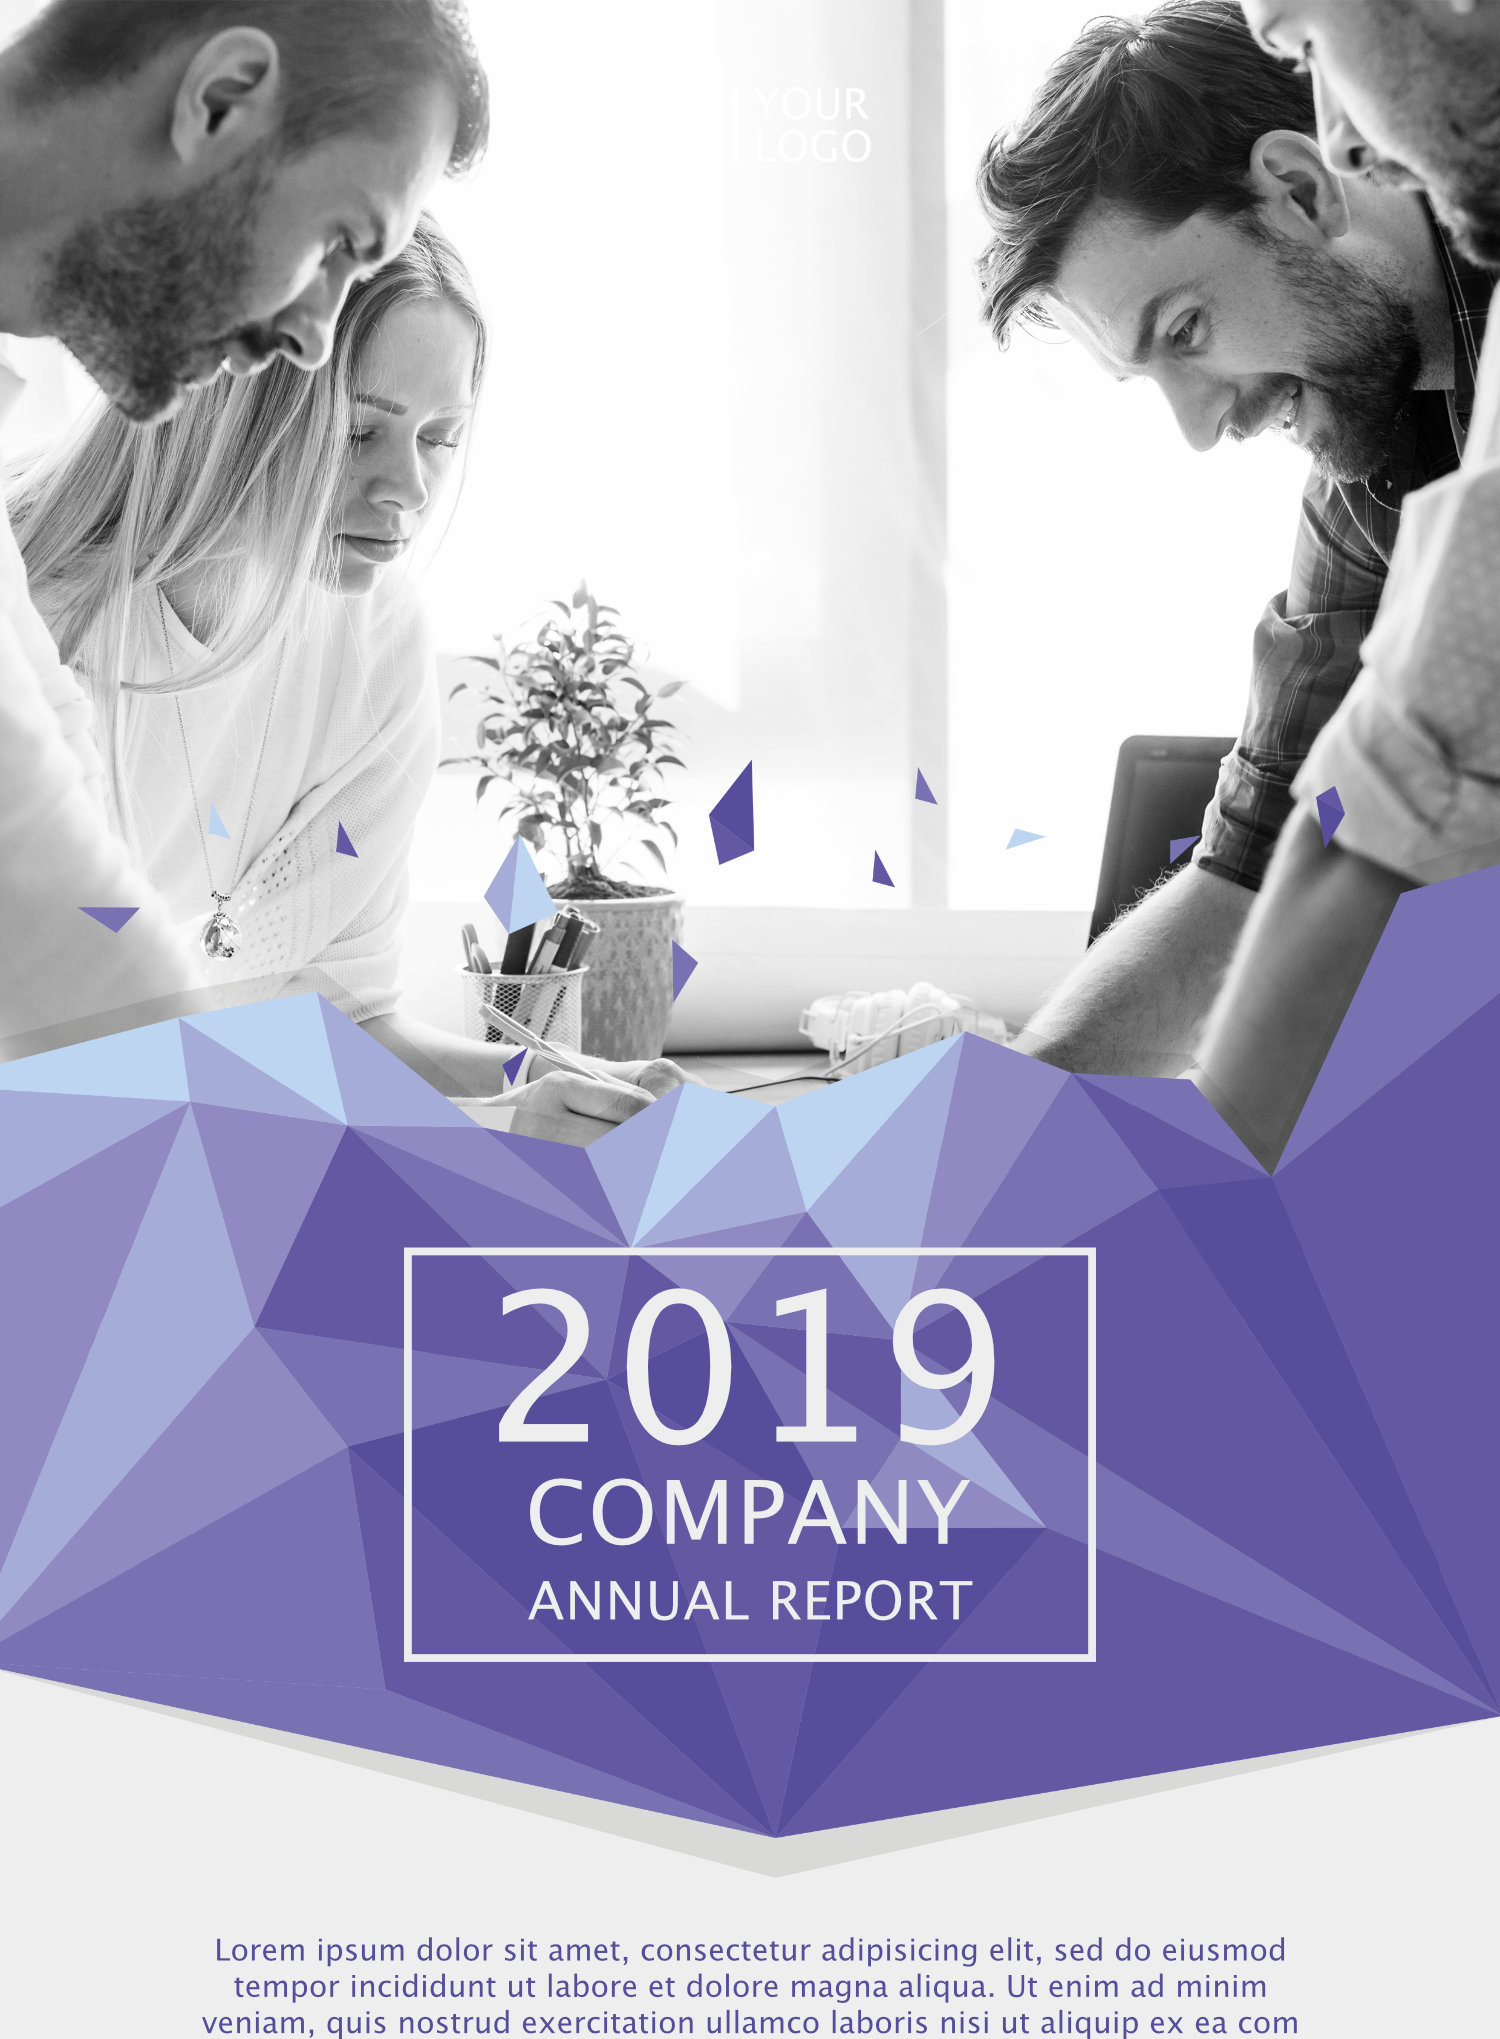 YOUR
LOGO
2019
COMPANY
ANNUAL REPORT
Lorem ipsum dolor sit amet, consectetur adipisicing elit, sed do eiusmod
tempor incididunt ut labore et dolore magna aliqua. Ut enim ad minim
veniam, quis nostrud exercitation ullamco laboris nisi ut aliquip ex ea com